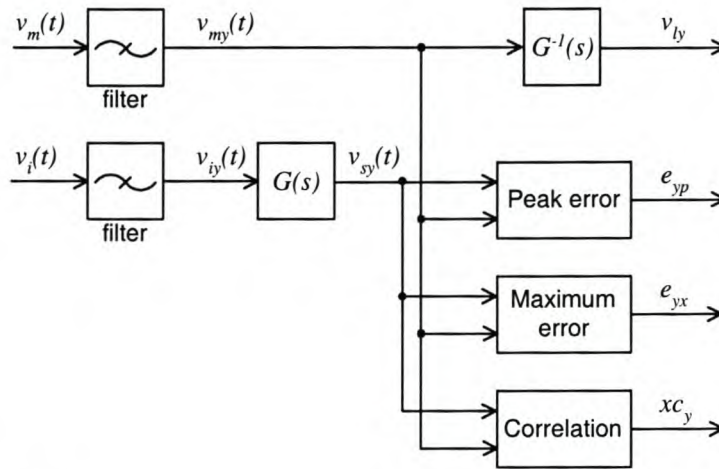 v_m(t) v_my(t) G⁻¹(s) v_ly
filter
v_i(t) v_iy(t) G(s) v_sy(t)
filter
Peak error e_yp
Maximum error e_yx
Correlation xc_y